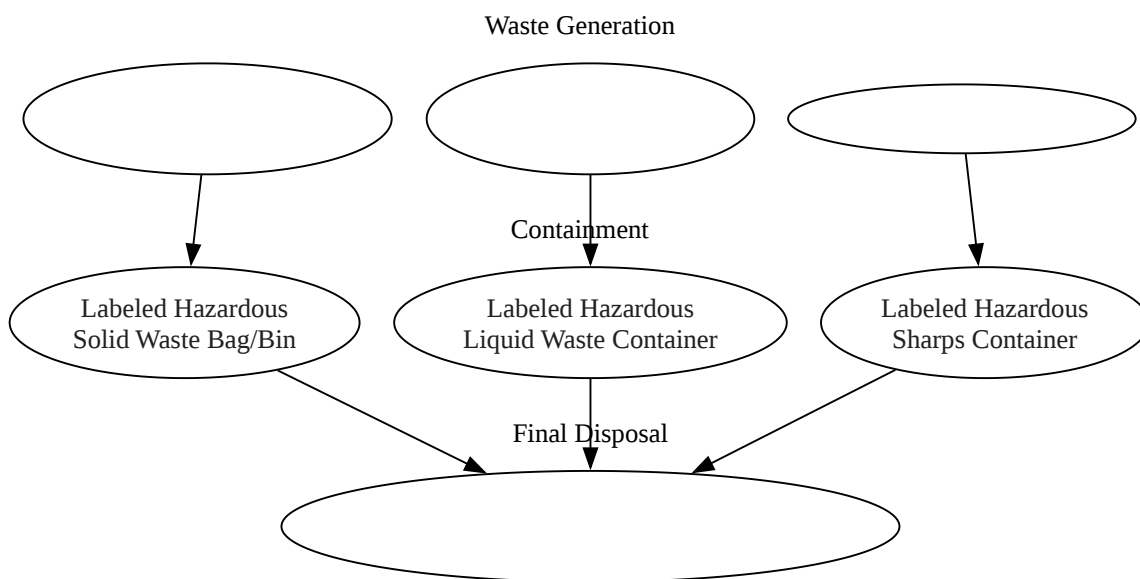 Waste Generation
Containment
Labeled Hazardous
Solid Waste Bag/Bin
Labeled Hazardous
Liquid Waste Container
Labeled Hazardous
Sharps Container
Final Disposal